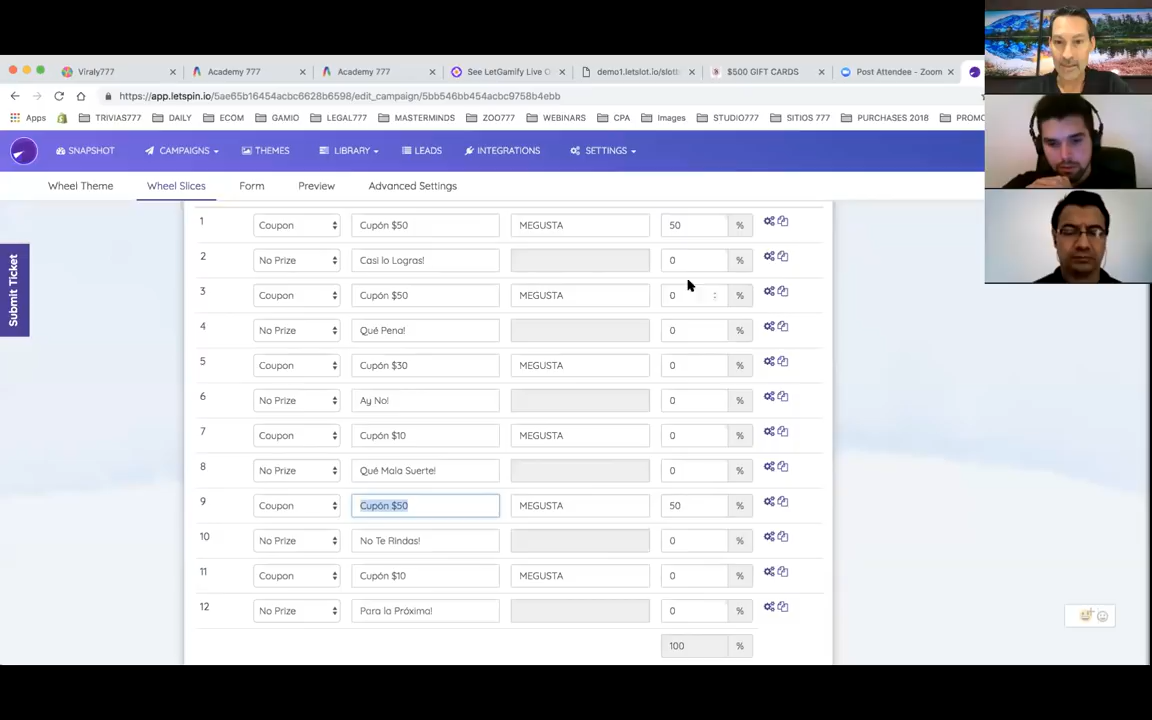 Viraly777 × Academy 777 × Academy 777 × See LetGamify Live × demo1.letslot.io/slot × $500 GIFT CARDS × Post Attendee - Zoom ×
https://app.letspin.io/5ae65b16454acbc6628b6598/edit_campaign/5bb546bb454acbc9758b4ebb
Apps TRIVIAS777 DAILY ECOM GAMIO LEGAL777 MASTERMINDS ZOO777 WEBINARS CPA Images STUDIO777 SITIOS 777 PURCHASES 2018 PROMO
SNAPSHOT CAMPAIGNS THEMES LIBRARY LEADS INTEGRATIONS SETTINGS
Wheel Theme Wheel Slices Form Preview Advanced Settings
Submit Ticket
1 Coupon Cupón $50 MEGUSTA 50 %
2 No Prize Casi lo Logras! 0 %
3 Coupon Cupón $50 MEGUSTA 0 %
4 No Prize Qué Pena! 0 %
5 Coupon Cupón $30 MEGUSTA 0 %
6 No Prize Ay No! 0 %
7 Coupon Cupón $10 MEGUSTA 0 %
8 No Prize Qué Mala Suerte! 0 %
9 Coupon Cupón $50 MEGUSTA 50 %
10 No Prize No Te Rindas! 0 %
11 Coupon Cupón $10 MEGUSTA 0 %
12 No Prize Para la Próxima! 0 %
100 %